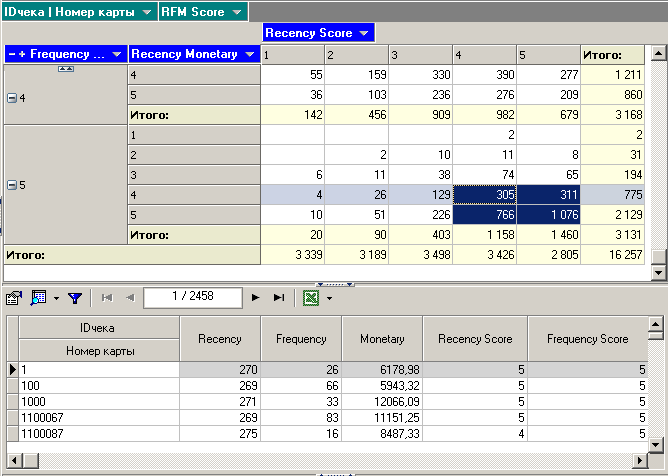 IDчека | Номер карты RFM Score
Recency Score
− + Frequency ... Recency Monetary 1 2 3 4 5 Итого:
4 55 159 330 390 277 1 211
4 5 36 103 236 276 209 860
Итого: 142 456 909 982 679 3 168
1 2 2
2 2 10 11 8 31
5 3 6 11 38 74 65 194
4 4 26 129 305 311 775
5 10 51 226 766 1 076 2 129
Итого: 20 90 403 1 158 1 460 3 131
Итого: 3 339 3 189 3 498 3 426 2 805 16 257
1 / 2458
IDчека
Номер карты Recency Frequency Monetary Recency Score Frequency Score
1 270 26 6178,98 5 5
100 269 66 5943,32 5 5
1000 271 33 12066,09 5 5
1100067 269 83 11151,25 5 5
1100087 275 16 8487,33 4 5